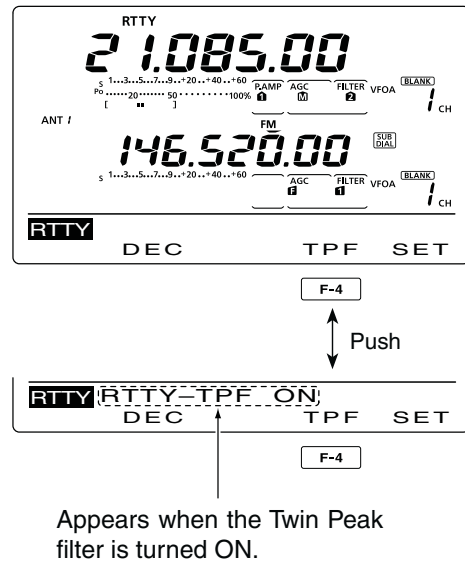 RTTY
21.085.00
S 1...3...5...7...9..+20..+40..+60
Po ......20...... 50 .............100%
[ ]
P.AMP 1 AGC M FILTER 2 VFOA BLANK 1 CH
ANT 1
FM
146.520.00
SUB DIAL
S 1...3...5...7...9..+20..+40..+60
AGC F FILTER 1 VFOA BLANK 1 CH
RTTY
DEC TPF SET
F-4
Push
RTTY RTTY–TPF ON
DEC TPF SET
F-4
Appears when the Twin Peak
filter is turned ON.